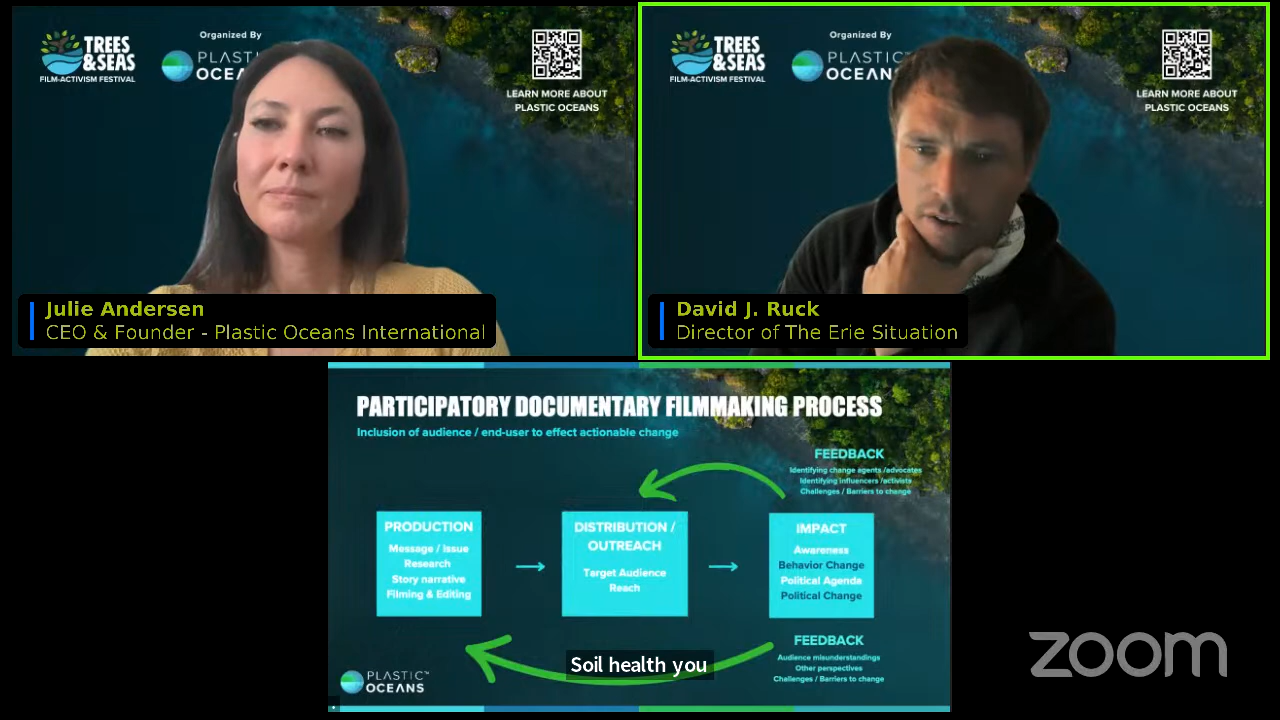 TREES
& SEAS
FILM-ACTIVISM FESTIVAL
Organized By
PLASTIC
OCEANS
LEARN MORE ABOUT
PLASTIC OCEANS
Julie Andersen
CEO & Founder - Plastic Oceans International
TREES
& SEAS
FILM-ACTIVISM FESTIVAL
Organized By
PLASTIC
OCEANS
LEARN MORE ABOUT
PLASTIC OCEANS
David J. Ruck
Director of The Erie Situation
PARTICIPATORY DOCUMENTARY FILMMAKING PROCESS
Inclusion of audience / end-user to effect actionable change
FEEDBACK
Identifying change agents /advocates
Identifying influencers /activists
Challenges / Barriers to change
PRODUCTION
Message / Issue
Research
Story narrative
Filming & Editing
DISTRIBUTION /
OUTREACH
Target Audience
Reach
IMPACT
Awareness
Behavior Change
Political Agenda
Political Change
FEEDBACK
Audience misunderstandings
Other perspectives
Challenges / Barriers to change
PLASTIC™
OCEANS
Soil health you
zoom